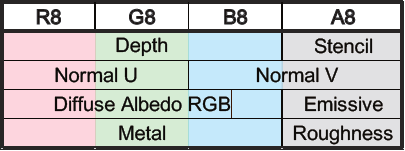 R8 G8 B8 A8
Depth Stencil
Normal U Normal V
Diffuse Albedo RGB Emissive
Metal Roughness